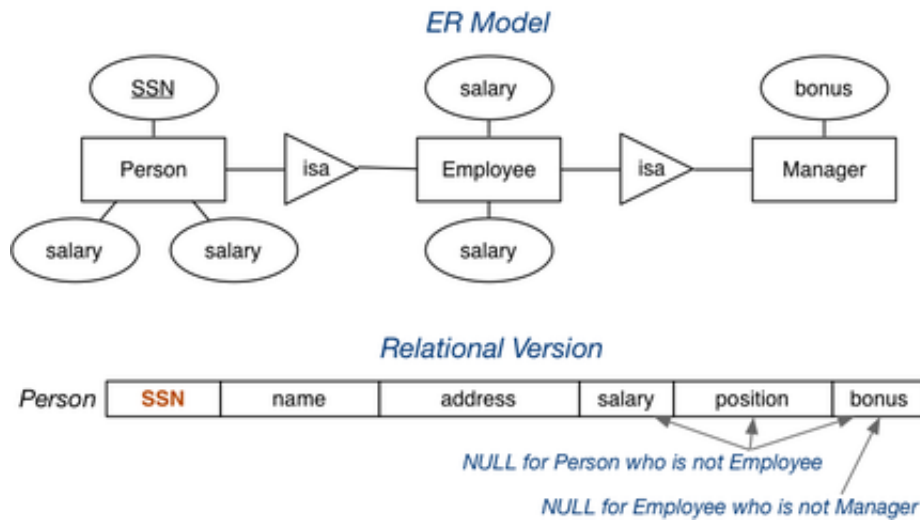 ER Model
SSN
salary
bonus
Person
isa
Employee
isa
Manager
salary
salary
salary
Relational Version
Person
SSN
name
address
salary
position
bonus
NULL for Person who is not Employee
NULL for Employee who is not Manager